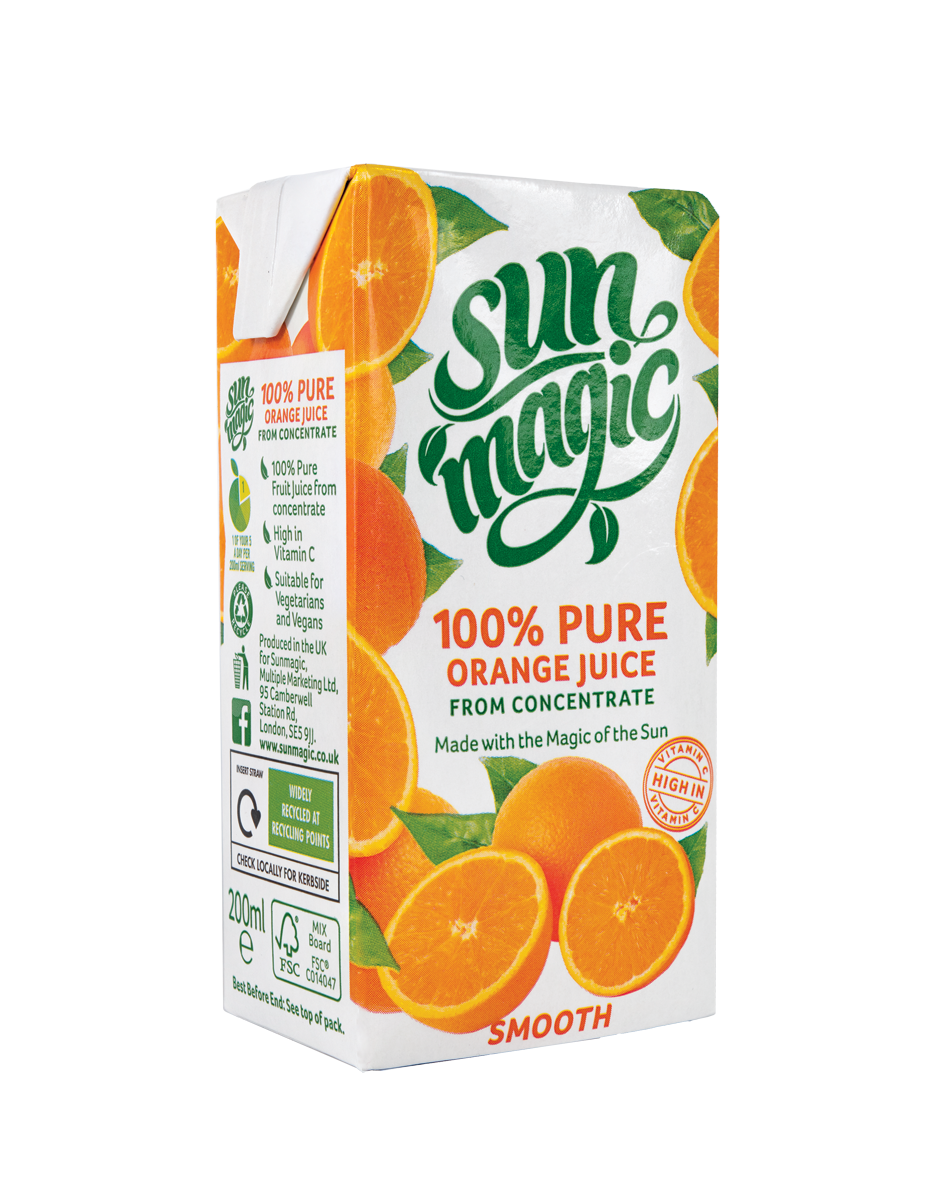 sun
magic
100% PURE
ORANGE JUICE
FROM CONCENTRATE
Made with the Magic of the Sun
VITAMIN C
HIGH IN
VITAMIN C
SMOOTH
sun
magic
100% PURE
ORANGE JUICE
FROM CONCENTRATE
100% Pure
Fruit Juice from
concentrate
High in
Vitamin C
Suitable for
Vegetarians
and Vegans
1
1 OF YOUR 5
A DAY PER
200ml SERVING
PLEASE
RECYCLE
Produced in the UK
for Sunmagic,
Multiple Marketing Ltd,
95 Camberwell
Station Rd,
London, SE5 9JJ.
www.sunmagic.co.uk
f
INSERT STRAW
WIDELY
RECYCLED AT
RECYCLING POINTS
CHECK LOCALLY FOR KERBSIDE
200ml
e
FSC
MIX
Board
FSC®
C014047
Best Before End: See top of pack.